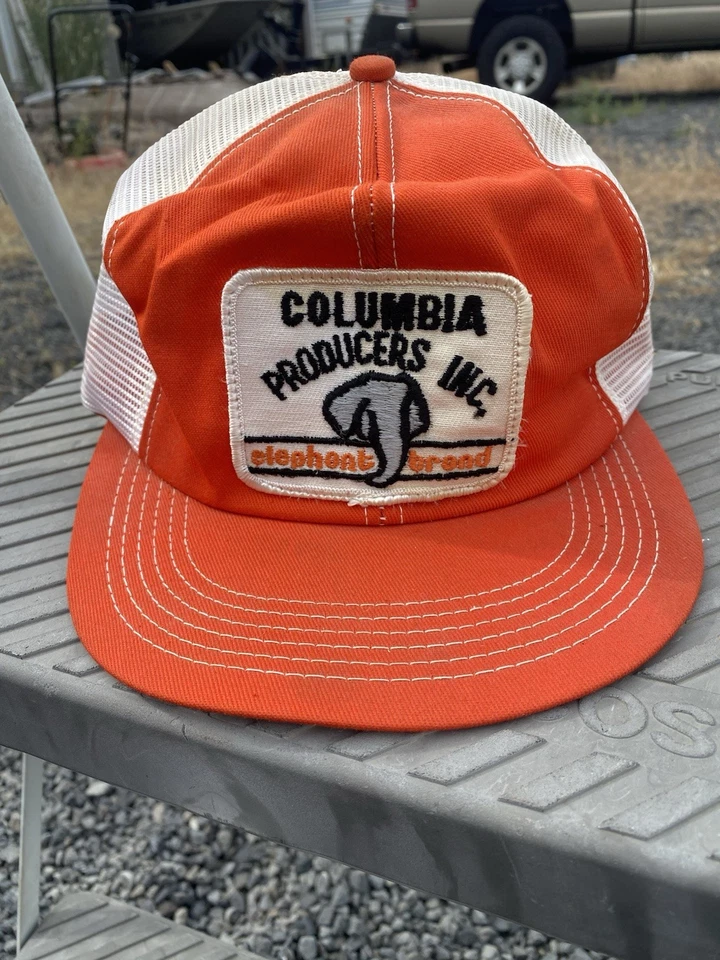 COLUMBIA
PRODUCERS INC.
elephant brand